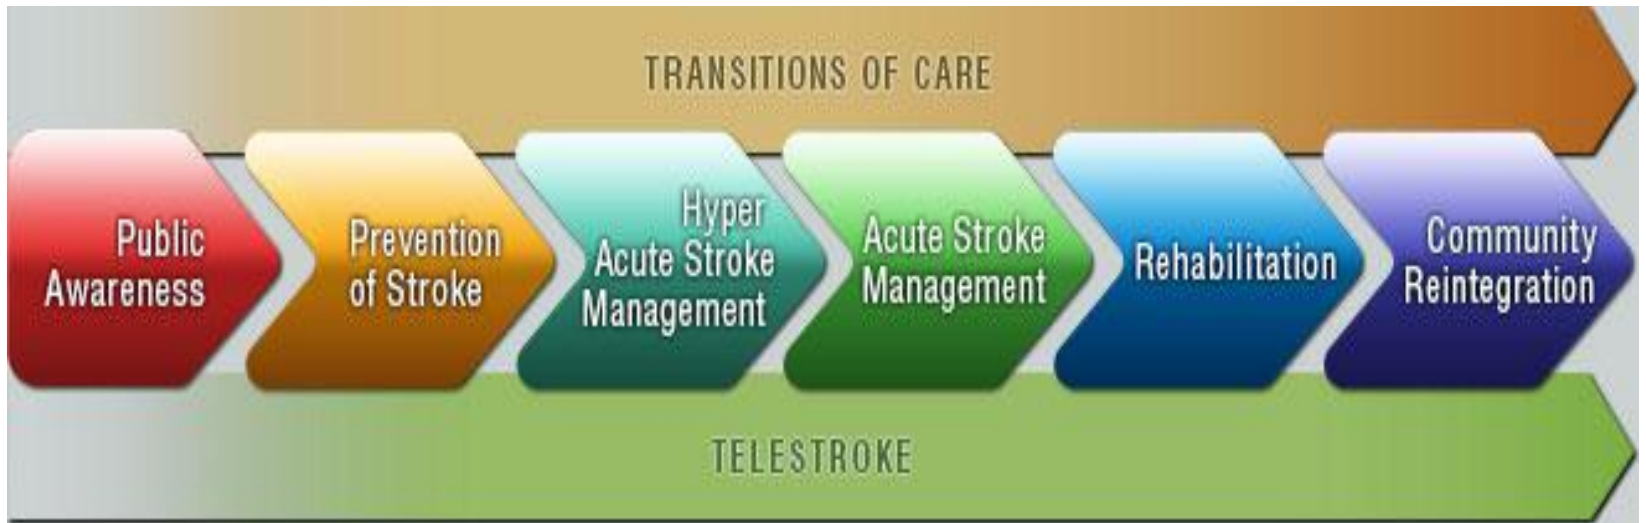 TRANSITIONS OF CARE
Public
Awareness
Prevention
of Stroke
Hyper
Acute Stroke
Management
Acute Stroke
Management
Rehabilitation
Community
Reintegration
TELESTROKE